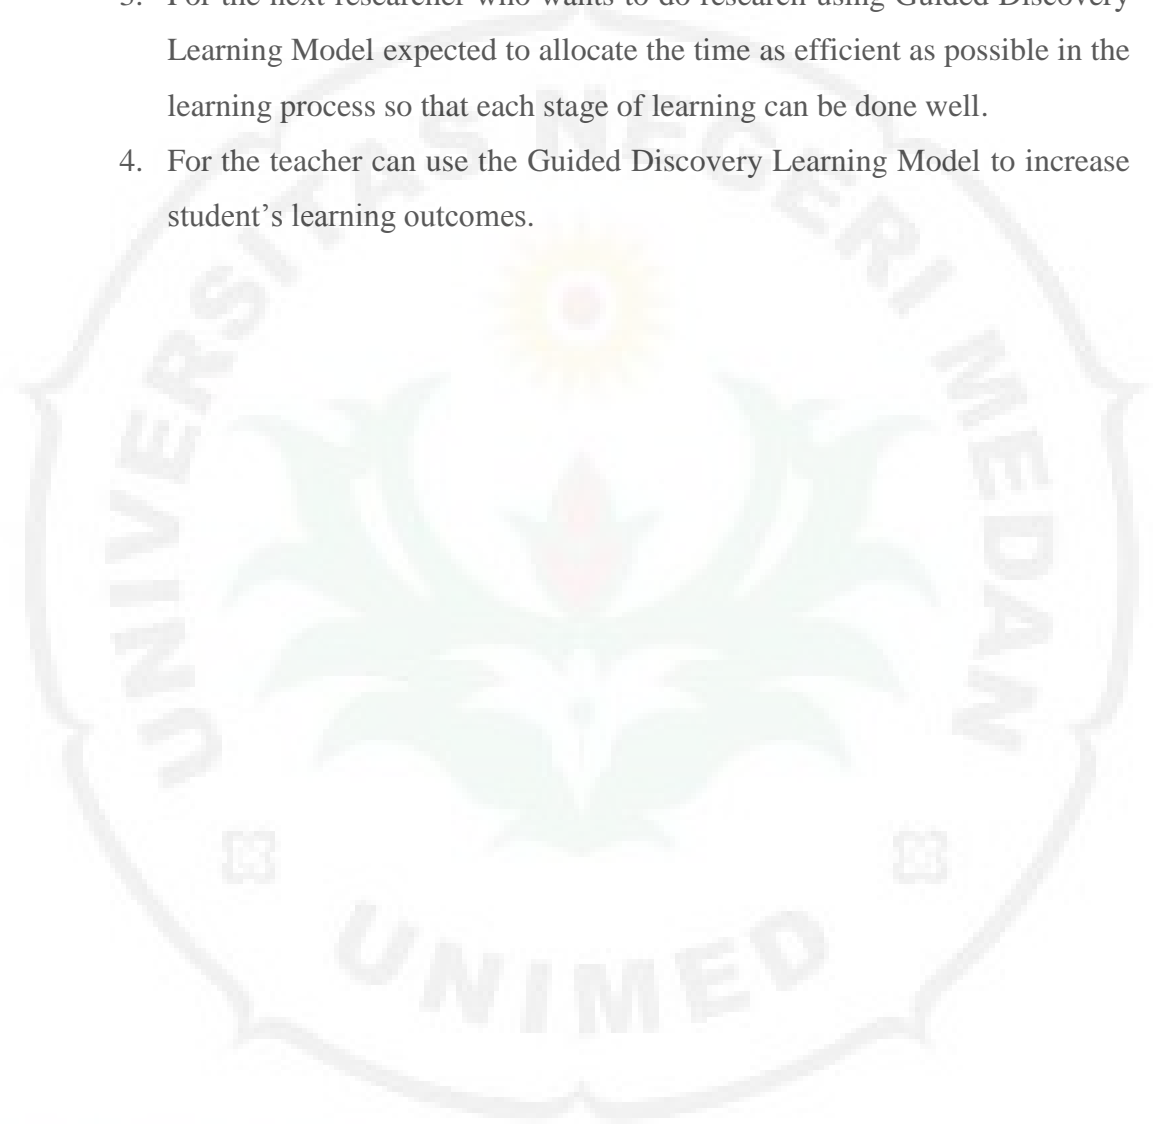 3. For the next researcher who wants to do research using Guided Discovery
Learning Model expected to allocate the time as efficient as possible in the
learning process so that each stage of learning can be done well.
4. For the teacher can use the Guided Discovery Learning Model to increase
student’s learning outcomes.
UNIVERSITAS NEGERI MEDAN
UNIMED